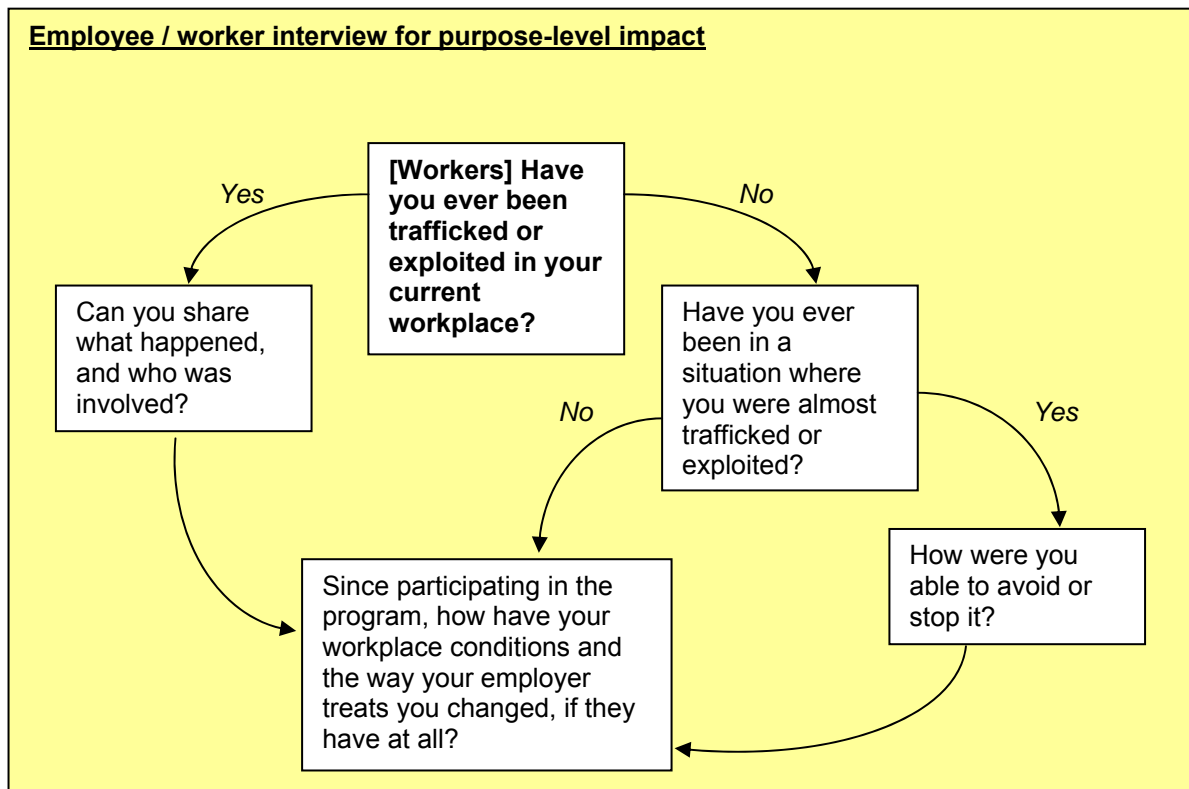 Employee / worker interview for purpose-level impact
[Workers] Have
you ever been
trafficked or
exploited in your
current
workplace?
Yes
No
Can you share
what happened,
and who was
involved?
Have you ever
been in a
situation where
you were almost
trafficked or
exploited?
No
Yes
How were you
able to avoid or
stop it?
Since participating in the
program, how have your
workplace conditions and
the way your employer
treats you changed, if they
have at all?